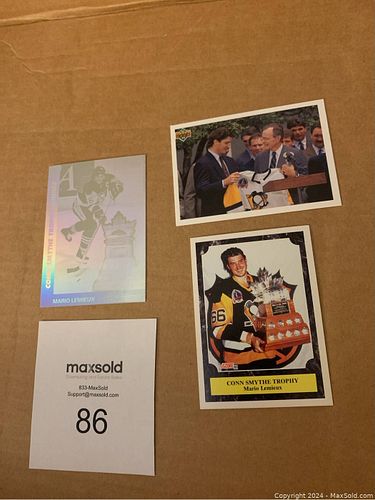 CONN SMYTHE TROPHY
MARIO LEMIEUX
66
SCORE
CONN SMYTHE TROPHY
Mario Lemieux
maxsold
833-MaxSold
Support@maxsold.com
86
Copyright © 2024 - MaxSold.com